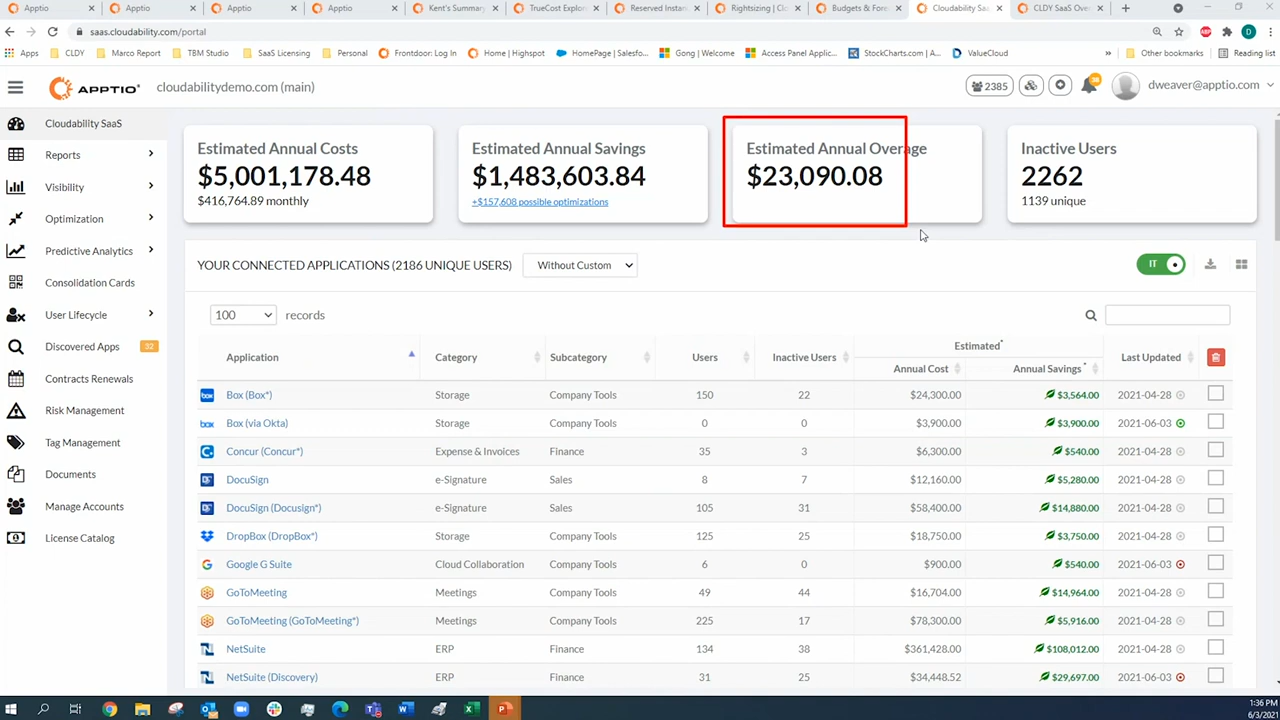 Apptio
Apptio
Apptio
Apptio
Kent's Summary
TrueCost Explor
Reserved Instan
Rightsizing | Clo
Budgets & Fore
Cloudability Saa
CLDY SaaS Ove
saas.cloudability.com/portal
Apps
CLDY
Marco Report
TBM Studio
SaaS Licensing
Personal
Frontdoor: Log In
Home | Highspot
HomePage | Salesfo...
Gong | Welcome
Access Panel Applic...
StockCharts.com | A...
ValueCloud
Other bookmarks
Reading list
APPTIO
cloudabilitydemo.com (main)
2385
38
dweaver@apptio.com
Cloudability SaaS
Reports
Visibility
Optimization
Predictive Analytics
Consolidation Cards
User Lifecycle
Discovered Apps 32
Contracts Renewals
Risk Management
Tag Management
Documents
Manage Accounts
License Catalog
Estimated Annual Costs
$5,001,178.48
$416,764.89 monthly
Estimated Annual Savings
$1,483,603.84
+$157,608 possible optimizations
Estimated Annual Overage
$23,090.08
Inactive Users
2262
1139 unique
YOUR CONNECTED APPLICATIONS (2186 UNIQUE USERS) Without Custom IT
100 records
Estimated*
Application Category Subcategory Users Inactive Users Annual Cost Annual Savings * Last Updated
Box (Box*) Storage Company Tools 150 22 $24,300.00 $3,564.00 2021-04-28
Box (via Okta) Storage Company Tools 0 0 $3,900.00 $3,900.00 2021-06-03
Concur (Concur*) Expense & Invoices Finance 35 3 $6,300.00 $540.00 2021-04-28
DocuSign e-Signature Sales 8 7 $12,160.00 $5,280.00 2021-04-28
DocuSign (Docusign*) e-Signature Sales 105 31 $58,400.00 $14,880.00 2021-04-28
DropBox (DropBox*) Storage Company Tools 125 25 $18,750.00 $3,750.00 2021-04-28
Google G Suite Cloud Collaboration Company Tools 6 0 $900.00 $540.00 2021-06-03
GoToMeeting Meetings Company Tools 49 44 $16,704.00 $14,964.00 2021-04-28
GoToMeeting (GoToMeeting*) Meetings Company Tools 225 17 $78,300.00 $5,916.00 2021-04-28
NetSuite ERP Finance 134 38 $361,428.00 $108,012.00 2021-04-28
NetSuite (Discovery) ERP Finance 31 25 $34,448.52 $29,697.00 2021-06-03
1:36 PM
6/3/2021